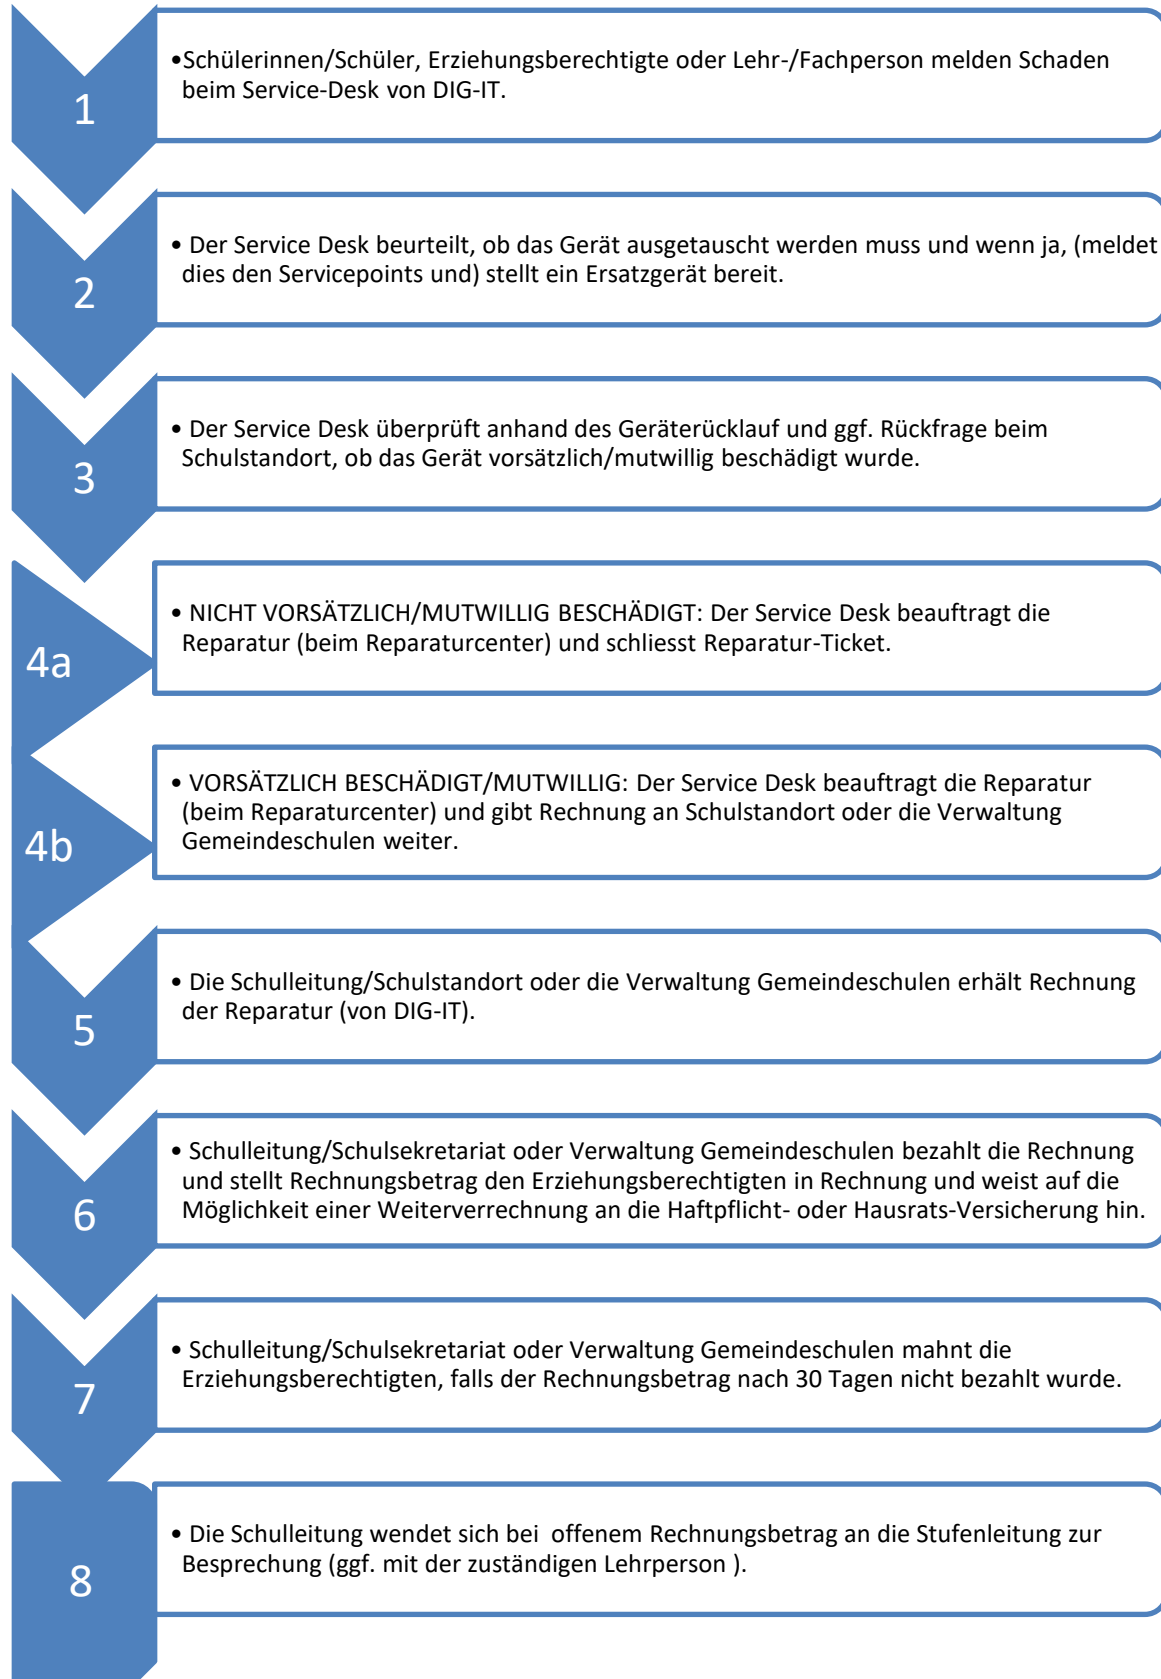 1
•Schülerinnen/Schüler, Erziehungsberechtigte oder Lehr-/Fachperson melden Schaden
beim Service-Desk von DIG-IT.
2
• Der Service Desk beurteilt, ob das Gerät ausgetauscht werden muss und wenn ja, (meldet
dies den Servicepoints und) stellt ein Ersatzgerät bereit.
3
• Der Service Desk überprüft anhand des Geräterücklauf und ggf. Rückfrage beim
Schulstandort, ob das Gerät vorsätzlich/mutwillig beschädigt wurde.
4a
• NICHT VORSÄTZLICH/MUTWILLIG BESCHÄDIGT: Der Service Desk beauftragt die
Reparatur (beim Reparaturcenter) und schliesst Reparatur-Ticket.
4b
• VORSÄTZLICH BESCHÄDIGT/MUTWILLIG: Der Service Desk beauftragt die Reparatur
(beim Reparaturcenter) und gibt Rechnung an Schulstandort oder die Verwaltung
Gemeindeschulen weiter.
5
• Die Schulleitung/Schulstandort oder die Verwaltung Gemeindeschulen erhält Rechnung
der Reparatur (von DIG-IT).
6
• Schulleitung/Schulsekretariat oder Verwaltung Gemeindeschulen bezahlt die Rechnung
und stellt Rechnungsbetrag den Erziehungsberechtigten in Rechnung und weist auf die
Möglichkeit einer Weiterverrechnung an die Haftpflicht- oder Hausrats-Versicherung hin.
7
• Schulleitung/Schulsekretariat oder Verwaltung Gemeindeschulen mahnt die
Erziehungsberechtigten, falls der Rechnungsbetrag nach 30 Tagen nicht bezahlt wurde.
8
• Die Schulleitung wendet sich bei  offenem Rechnungsbetrag an die Stufenleitung zur
Besprechung (ggf. mit der zuständigen Lehrperson ).